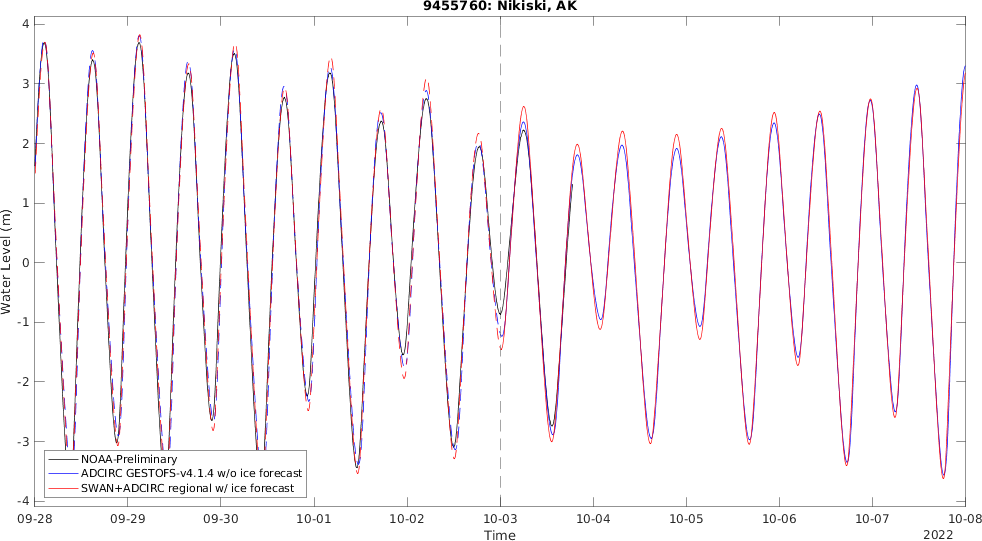 9455760: Nikiski, AK
4
3
2
1
0
-1
-2
-3
-4
Water Level (m)
NOAA-Preliminary
ADCIRC GESTOFS-v4.1.4 w/o ice forecast
SWAN+ADCIRC regional w/ ice forecast
09-28 09-29 09-30 10-01 10-02 10-03 10-04 10-05 10-06 10-07 10-08
Time
2022